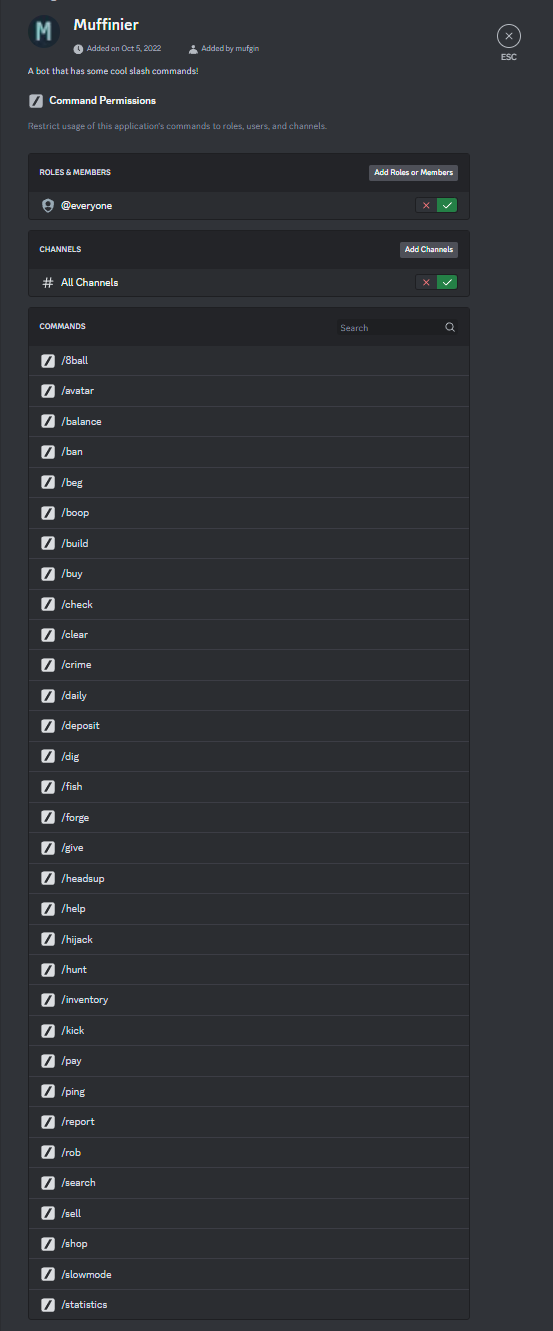 M
Muffinier
Added on Oct 5, 2022 Added by mufgin
ESC
A bot that has some cool slash commands!
Command Permissions
Restrict usage of this application's commands to roles, users, and channels.
ROLES & MEMBERS Add Roles or Members
@everyone
CHANNELS Add Channels
All Channels
COMMANDS Search
/8ball
/avatar
/balance
/ban
/beg
/boop
/build
/buy
/check
/clear
/crime
/daily
/deposit
/dig
/fish
/forge
/give
/headsup
/help
/hijack
/hunt
/inventory
/kick
/pay
/ping
/report
/rob
/search
/sell
/shop
/slowmode
/statistics